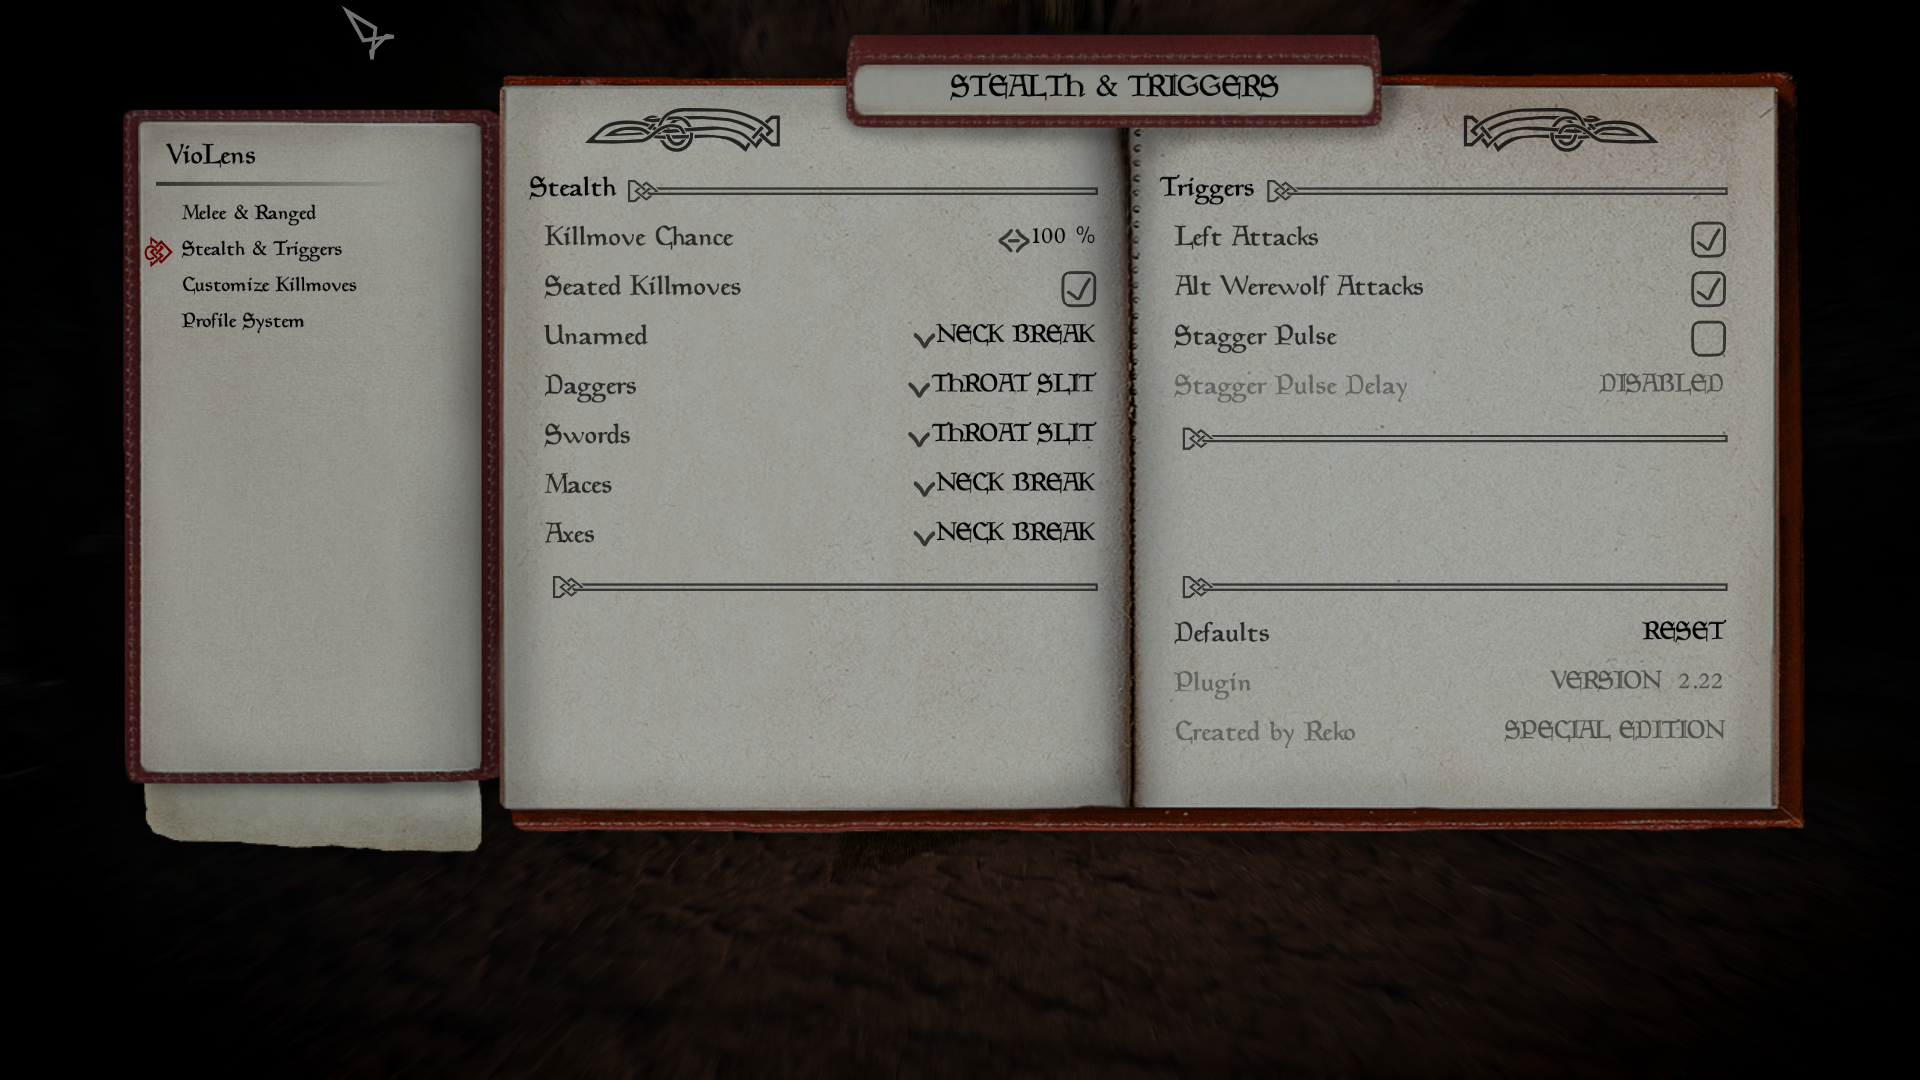 STEALTh & TRIGGERS
VioLens
Melee & Ranged
Stealth & Triggers
Customize Killmoves
Profile System
Stealth
Killmove Chance 100 %
Seated Killmoves
Unarmed NECK BREAK
Daggers ThROAT SLIT
Swords ThROAT SLIT
Maces NECK BREAK
Axes NECK BREAK
Triggers
Left Attacks
Alt Werewolf Attacks
Stagger Pulse
Stagger Pulse Delay DISABLED
Defaults RESET
Plugin VERSION 2.22
Created by Reko SPECIAL EDITION